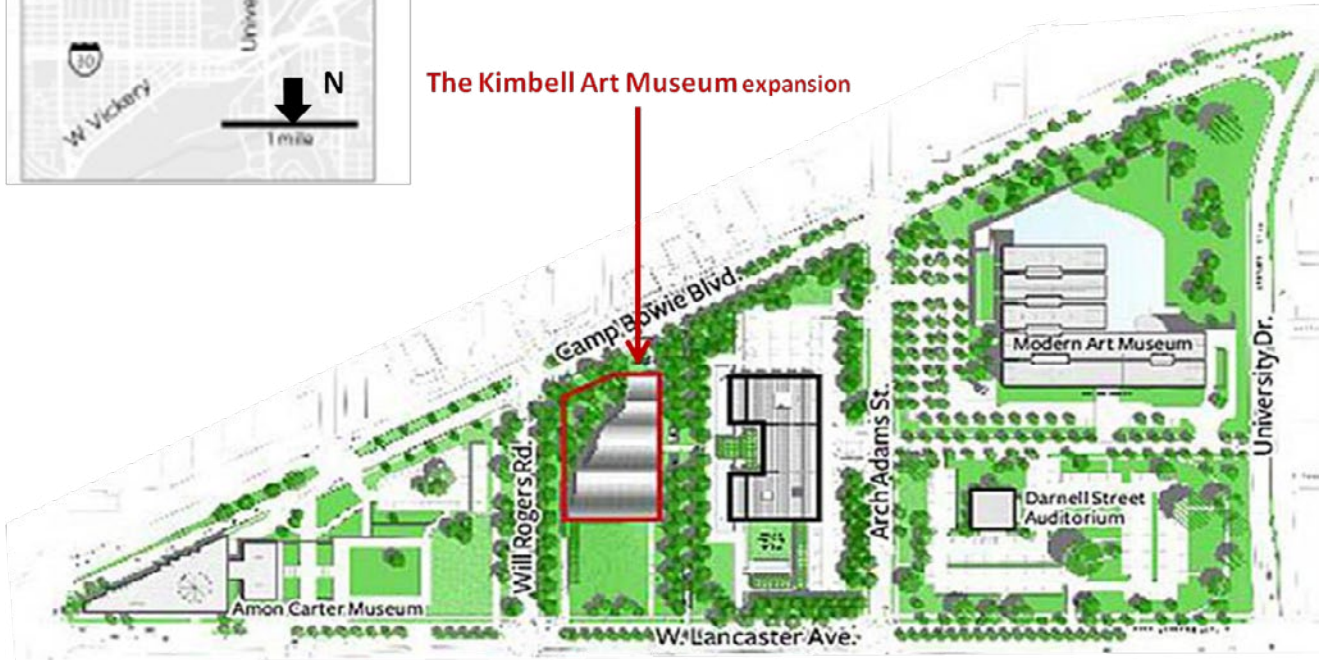 Unive
30
W Vickery
N
1 mile
The Kimbell Art Museum expansion
Camp Bowie Blvd.
Modern Art Museum
University Dr.
Arch Adams St.
Will Rogers Rd.
Darnell Street
Auditorium
Amon Carter Museum
W. Lancaster Ave.